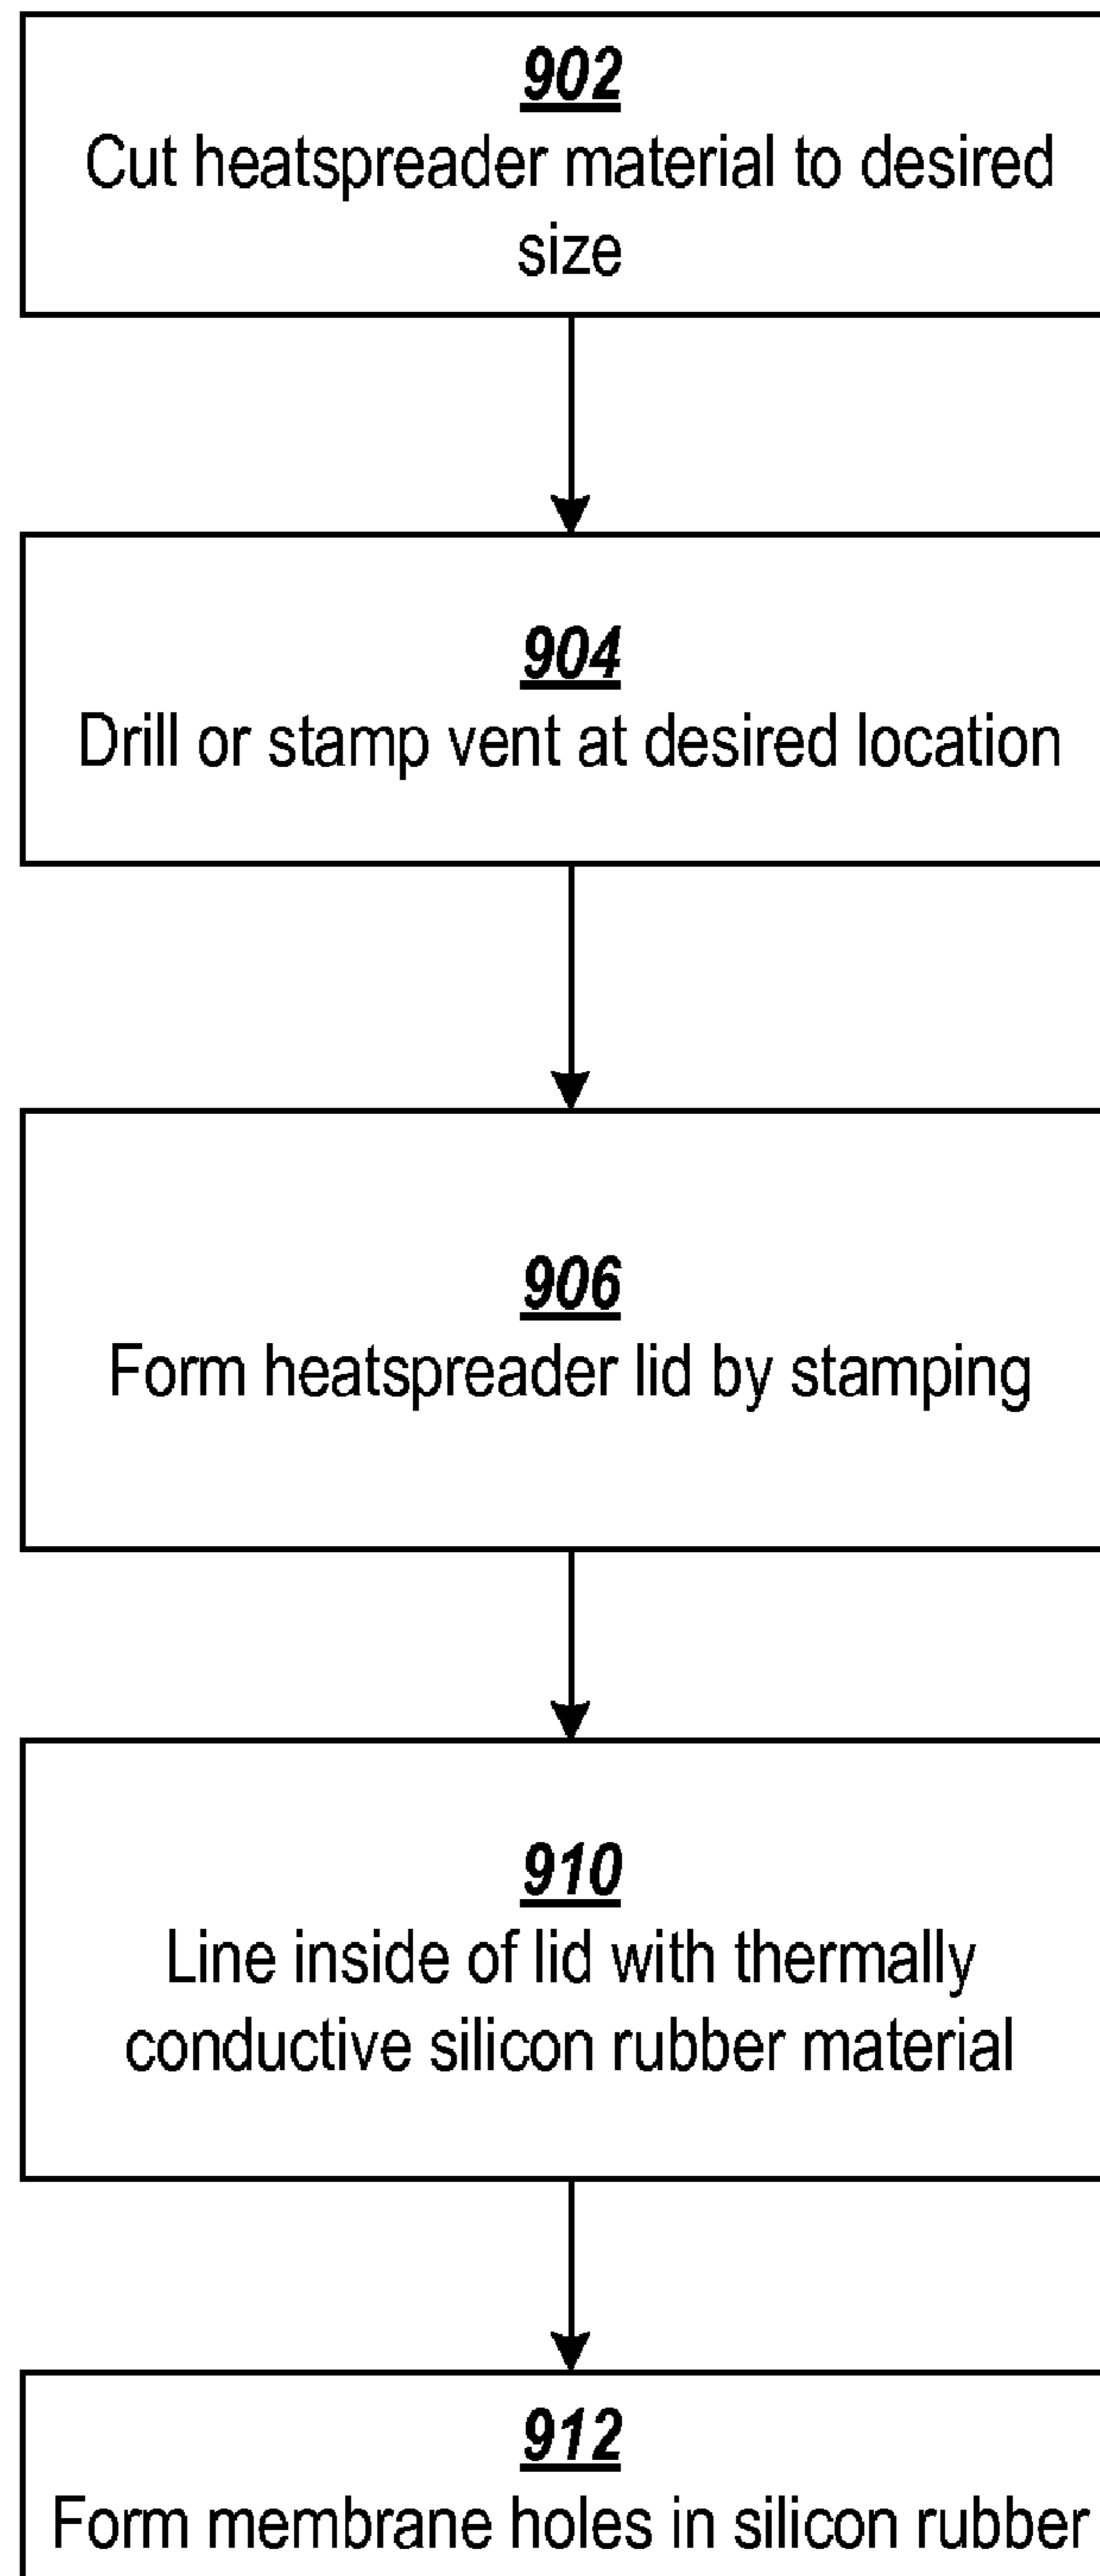 902
Cut heatspreader material to desired
size
904
Drill or stamp vent at desired location
906
Form heatspreader lid by stamping
910
Line inside of lid with thermally
conductive silicon rubber material
912
Form membrane holes in silicon rubber